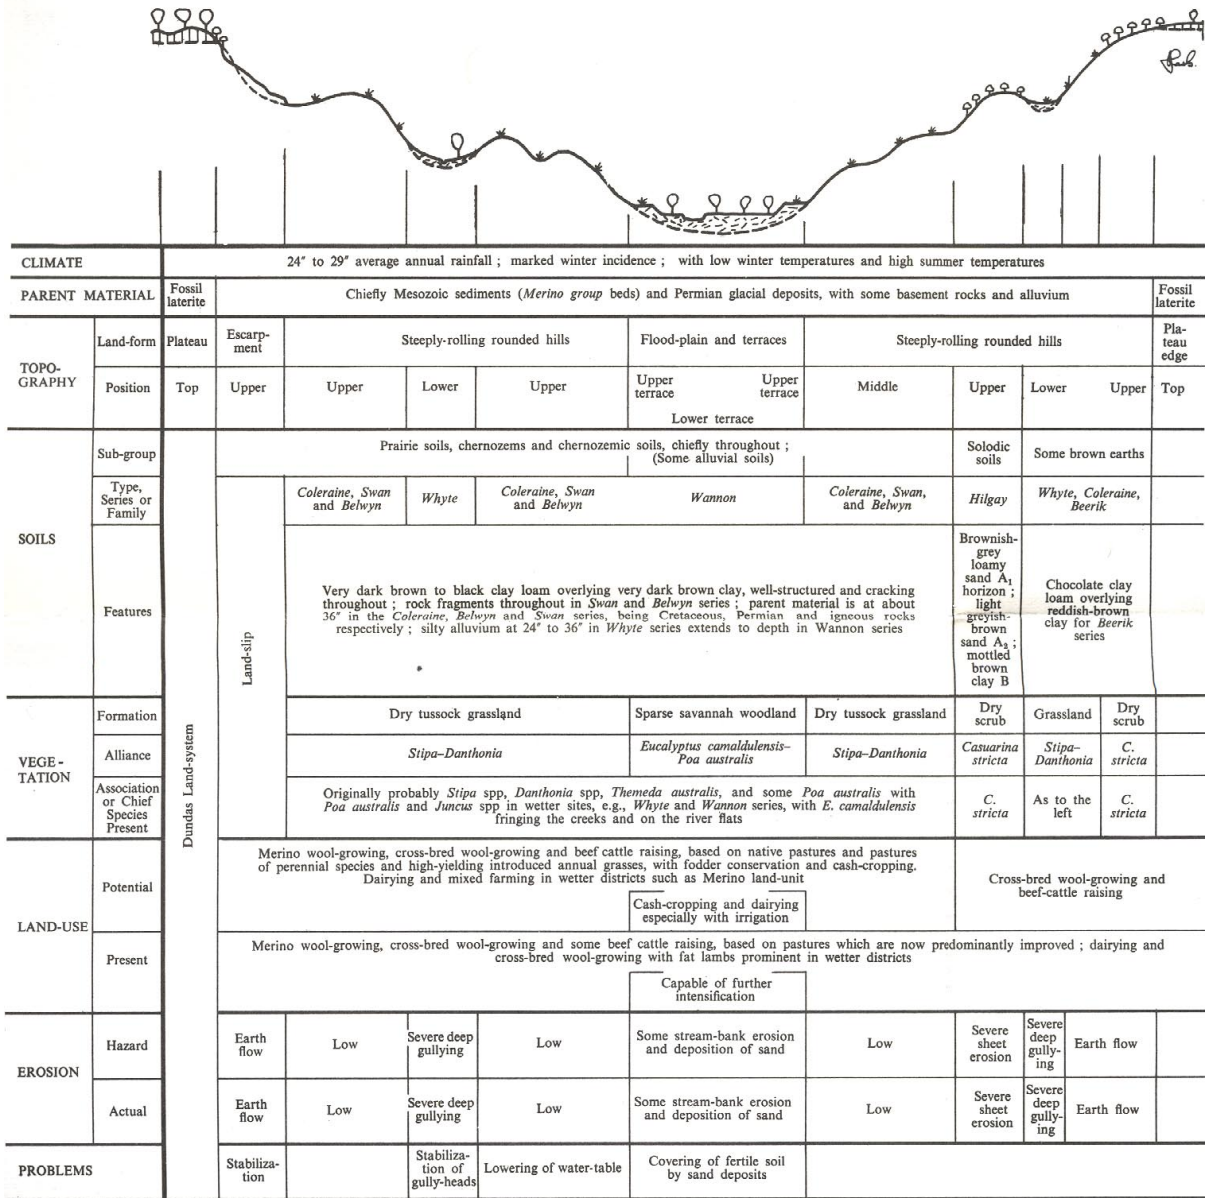 CLIMATE
24″ to 29″ average annual rainfall ; marked winter incidence ; with low winter temperatures and high summer temperatures
PARENT MATERIAL
Fossil
laterite
Chiefly Mesozoic sediments (Merino group beds) and Permian glacial deposits, with some basement rocks and alluvium
Fossil
laterite
TOPO-
GRAPHY
Land-form
Plateau
Escarp-
ment
Steeply-rolling rounded hills
Flood-plain and terraces
Steeply-rolling rounded hills
Pla-
teau
edge
Position
Top
Upper
Upper
Lower
Upper
Upper
terrace
Upper
terrace
Lower terrace
Middle
Upper
Lower
Upper
Top
SOILS
Sub-group
Prairie soils, chernozems and chernozemic soils, chiefly throughout ;
(Some alluvial soils)
Solodic
soils
Some brown earths
Type,
Series or
Family
Coleraine, Swan
and Belwyn
Whyte
Coleraine, Swan
and Belwyn
Wannon
Coleraine, Swan,
and Belwyn
Hilgay
Whyte, Coleraine,
Beerik
Features
Land-slip
Very dark brown to black clay loam overlying very dark brown clay, well-structured and cracking
throughout ; rock fragments throughout in Swan and Belwyn series ; parent material is at about
36″ in the Coleraine, Belwyn and Swan series, being Cretaceous, Permian and igneous rocks
respectively ; silty alluvium at 24″ to 36″ in Whyte series extends to depth in Wannon series
Brownish-
grey
loamy
sand A₁
horizon ;
light
greyish-
brown
sand A₂ ;
mottled
brown
clay B
Chocolate clay
loam overlying
reddish-brown
clay for Beerik
series
Dundas Land-system
VEGE-
TATION
Formation
Dry tussock grassland
Sparse savannah woodland
Dry tussock grassland
Dry
scrub
Grassland
Dry
scrub
Alliance
Stipa–Danthonia
Eucalyptus camaldulensis–
Poa australis
Stipa–Danthonia
Casuarina
stricta
Stipa–
Danthonia
C.
stricta
Association
or Chief
Species
Present
Originally probably Stipa spp, Danthonia spp, Themeda australis, and some Poa australis with
Poa australis and Juncus spp in wetter sites, e.g., Whyte and Wannon series, with E. camaldulensis
fringing the creeks and on the river flats
C.
stricta
As to the
left
C.
stricta
LAND-USE
Potential
Merino wool-growing, cross-bred wool-growing and beef cattle raising, based on native pastures and pastures
of perennial species and high-yielding introduced annual grasses, with fodder conservation and cash-cropping.
Dairying and mixed farming in wetter districts such as Merino land-unit
Cash-cropping and dairying
especially with irrigation
Cross-bred wool-growing and
beef-cattle raising
Present
Merino wool-growing, cross-bred wool-growing and some beef cattle raising, based on pastures which are now predominantly improved ; dairying and
cross-bred wool-growing with fat lambs prominent in wetter districts
Capable of further
intensification
EROSION
Hazard
Earth
flow
Low
Severe deep
gullying
Low
Some stream-bank erosion
and deposition of sand
Low
Severe
sheet
erosion
Severe
deep
gully-
ing
Earth flow
Actual
Earth
flow
Low
Severe deep
gullying
Low
Some stream-bank erosion
and deposition of sand
Low
Severe
sheet
erosion
Severe
deep
gully-
ing
Earth flow
PROBLEMS
Stabiliza-
tion
Stabiliza-
tion of
gully-heads
Lowering of water-table
Covering of fertile soil
by sand deposits